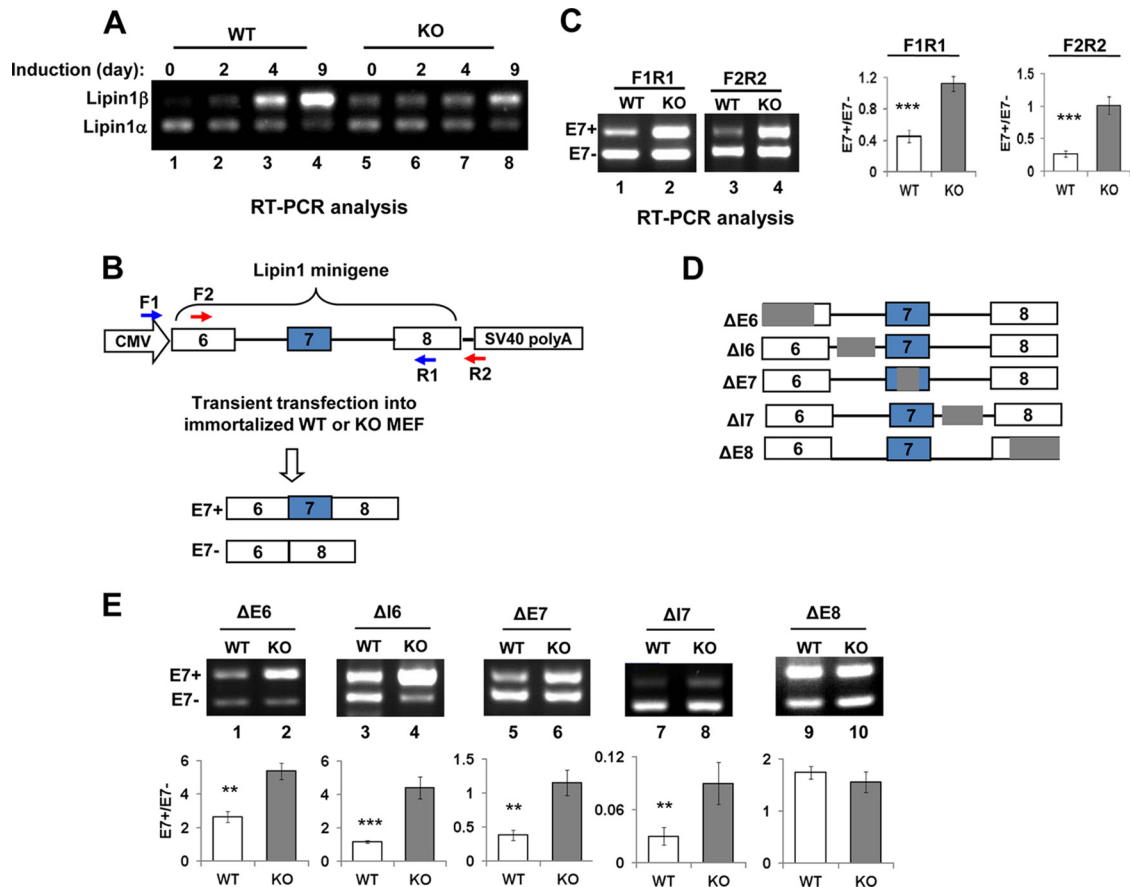 A
WT KO
Induction (day): 0 2 4 9 0 2 4 9
Lipin1β
Lipin1α
1 2 3 4 5 6 7 8
RT-PCR analysis
C
F1R1 F2R2
WT KO WT KO
E7+
E7-
1 2 3 4
RT-PCR analysis
F1R1
E7+/E7-
1.2
0.8
0.4
0
***
WT KO
F2R2
E7+/E7-
1.5
1
0.5
0
***
WT KO
B
Lipin1 minigene
F1 F2
CMV 6 7 8 SV40 polyA
R1 R2
Transient transfection into
immortalized WT or KO MEF
E7+ 6 7 8
E7- 6 8
D
ΔE6 7 8
ΔI6 6 7 8
ΔE7 6 8
ΔI7 6 7 8
ΔE8 6 7
E
ΔE6 ΔI6 ΔE7 ΔI7 ΔE8
WT KO WT KO WT KO WT KO WT KO
E7+
E7-
1 2 3 4 5 6 7 8 9 10
E7+/E7-
6
4
2
0
**
WT KO
6
4
2
0
***
WT KO
1.5
1
0.5
0
**
WT KO
0.12
0.06
0
**
WT KO
2
1
0
WT KO